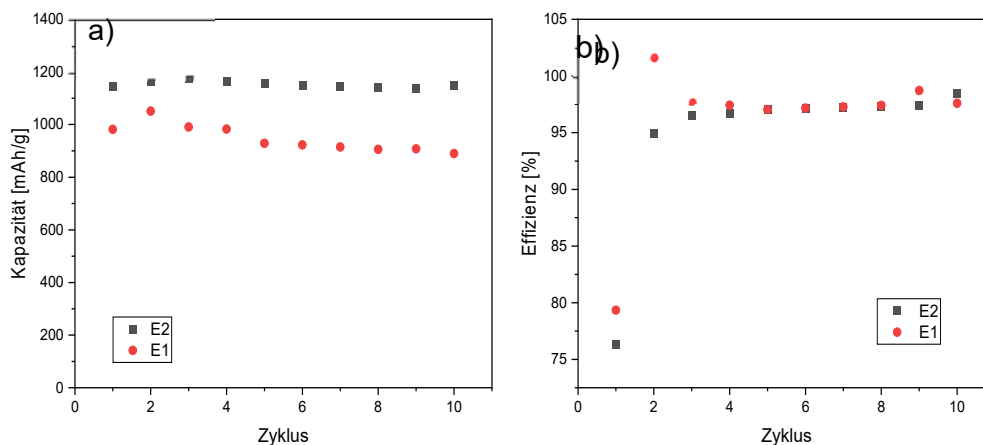 a)
1400
1200
1000
800
600
400
200
0
Kapazität [mAh/g]
0 2 4 6 8 10
Zyklus
E2
E1
b)b)
105
100
95
90
85
80
75
Effizienz [%]
0 2 4 6 8 10
Zyklus
E2
E1